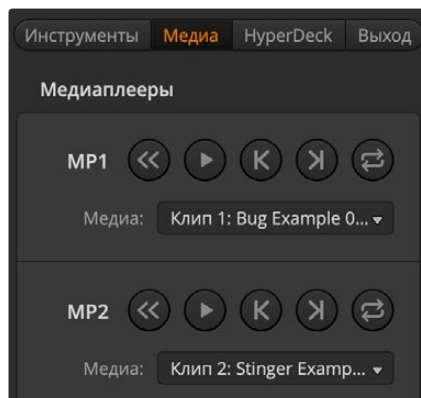 Инструменты Медиа HyperDeck Выход
Медиаплееры
MP1
Медиа: Клип 1: Bug Example 0...
MP2
Медиа: Клип 2: Stinger Examp...